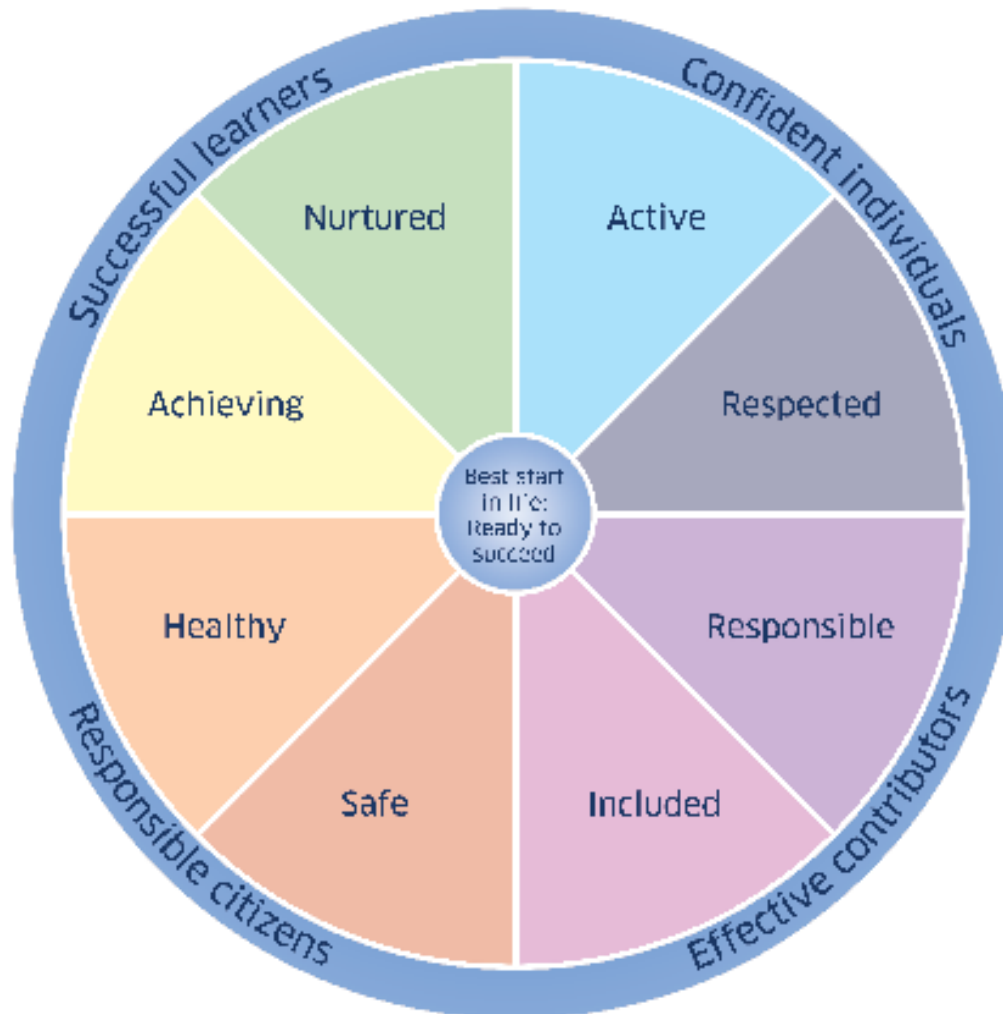 Successful learners
Confident individuals
Nurtured
Active
Achieving
Respected
Best start
in life:
Ready to
succeed
Healthy
Responsible
Safe
Included
Responsible citizens
Effective contributors